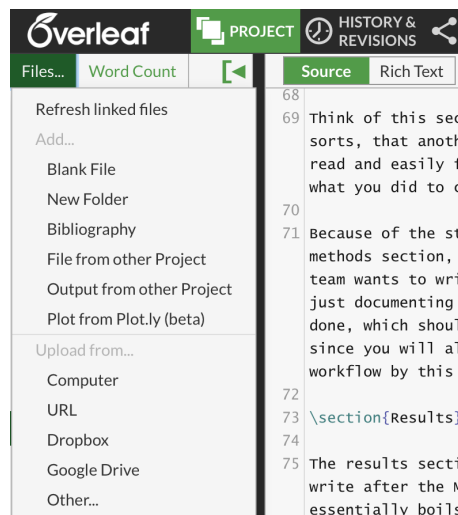 Overleaf
PROJECT
HISTORY &
REVISIONS
Files...
Word Count
Source
Rich Text
Refresh linked files
Add...
Blank File
New Folder
Bibliography
File from other Project
Output from other Project
Plot from Plot.ly (beta)
Upload from...
Computer
URL
Dropbox
Google Drive
Other...
68
69 Think of this sec
sorts, that anoth
read and easily f
what you did to
70
71 Because of the st
methods section,
team wants to wri
just documenting
done, which shoul
since you will al
workflow by this
72
73 \section{Results}
74
75 The results secti
write after the
essentially boils